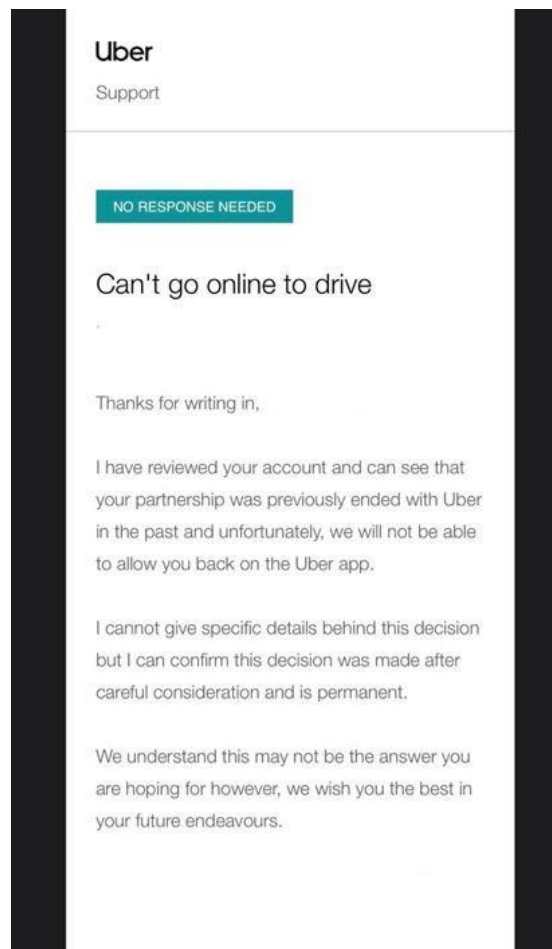 Uber
Support
NO RESPONSE NEEDED
Can't go online to drive
Thanks for writing in,
I have reviewed your account and can see that
your partnership was previously ended with Uber
in the past and unfortunately, we will not be able
to allow you back on the Uber app.
I cannot give specific details behind this decision
but I can confirm this decision was made after
careful consideration and is permanent.
We understand this may not be the answer you
are hoping for however, we wish you the best in
your future endeavours.